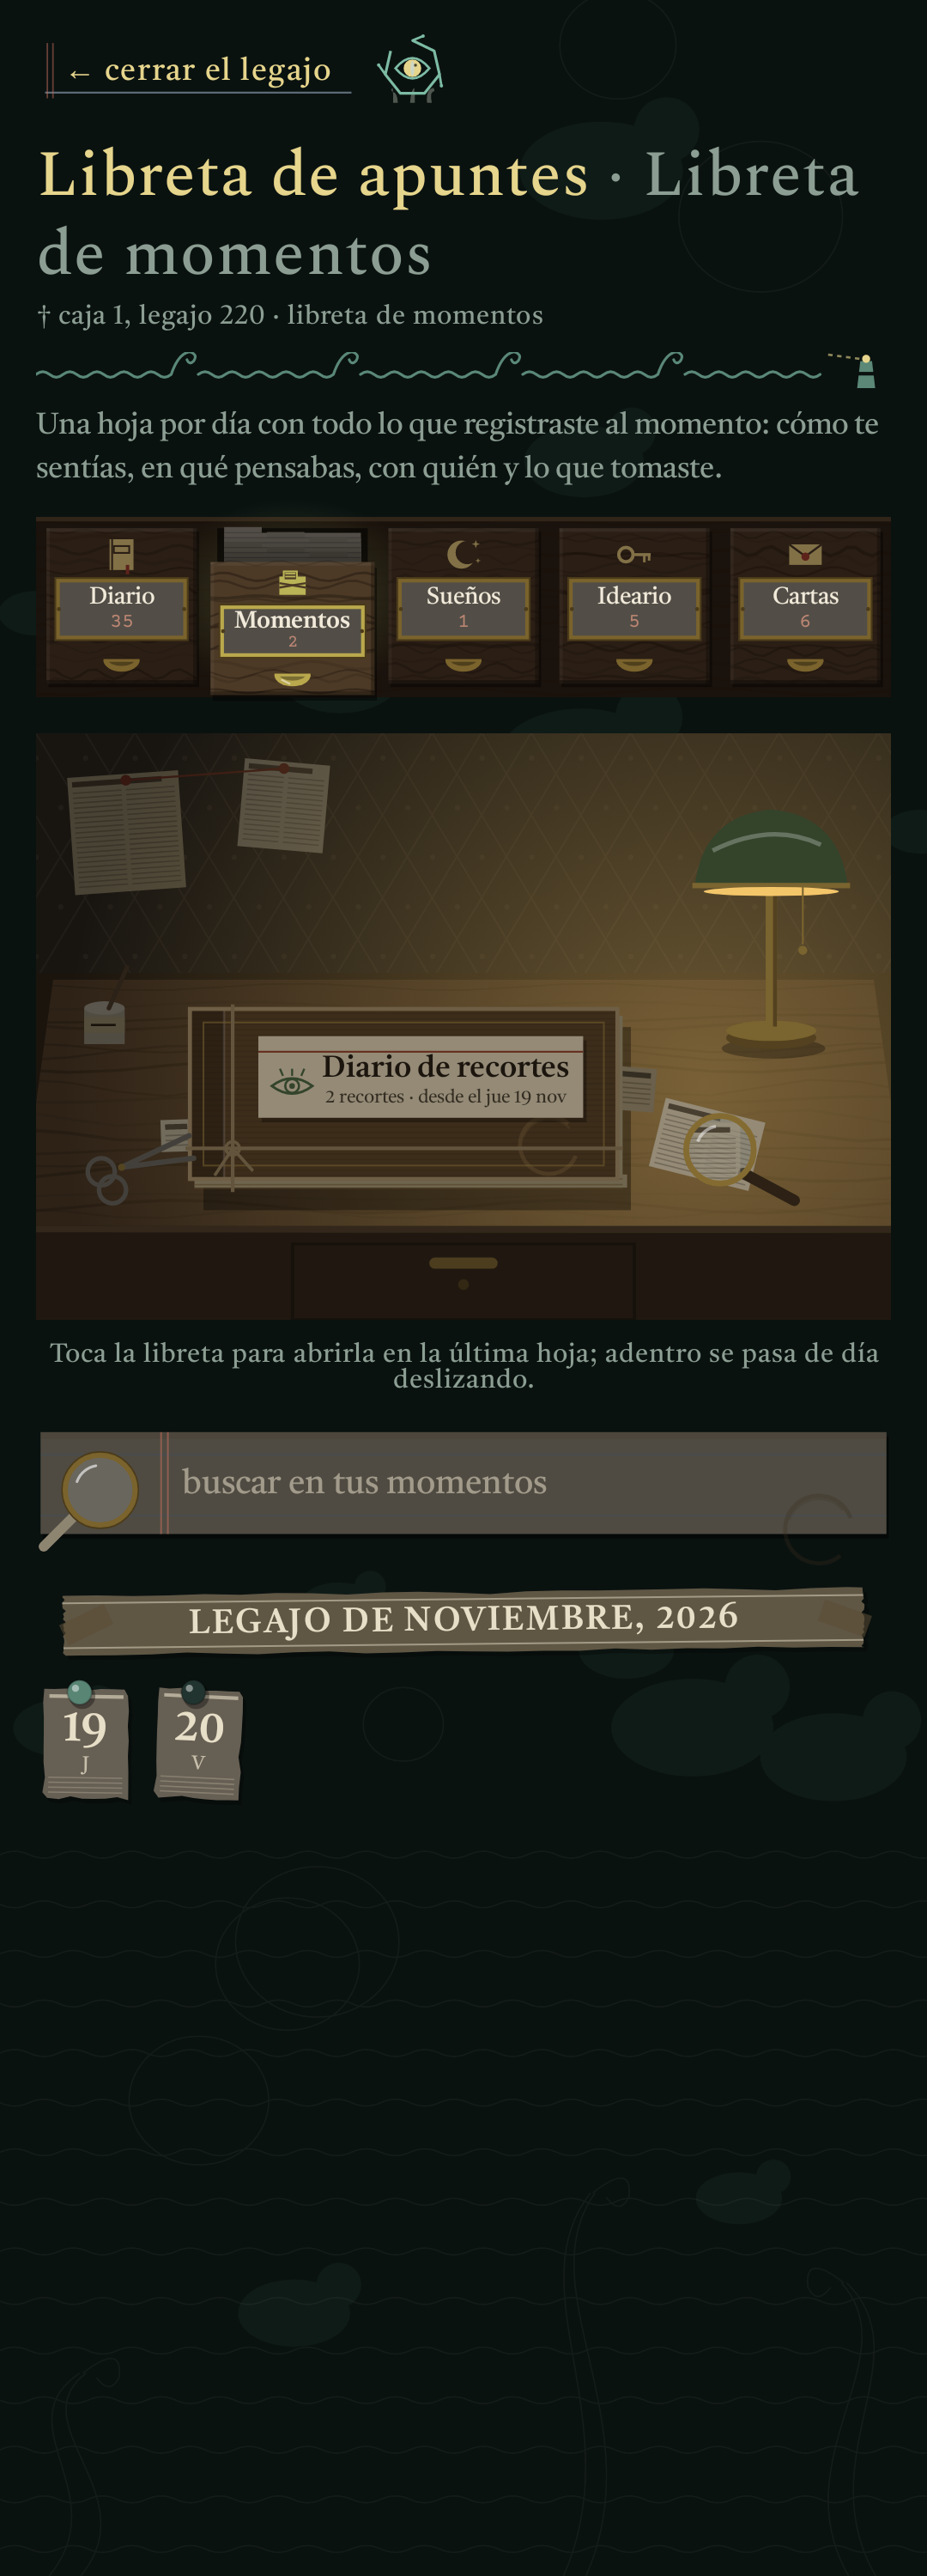 ← cerrar el legajo
Libreta de apuntes · Libreta
de momentos
† caja 1, legajo 220 · libreta de momentos
Una hoja por día con todo lo que registraste al momento: cómo te
sentías, en qué pensabas, con quién y lo que tomaste.
Diario
35
Momentos
2
Sueños
1
Ideario
5
Cartas
6
Diario de recortes
2 recortes · desde el jue 19 nov
Toca la libreta para abrirla en la última hoja; adentro se pasa de día
deslizando.
buscar en tus momentos
LEGAJO DE NOVIEMBRE, 2026
19
J
20
V